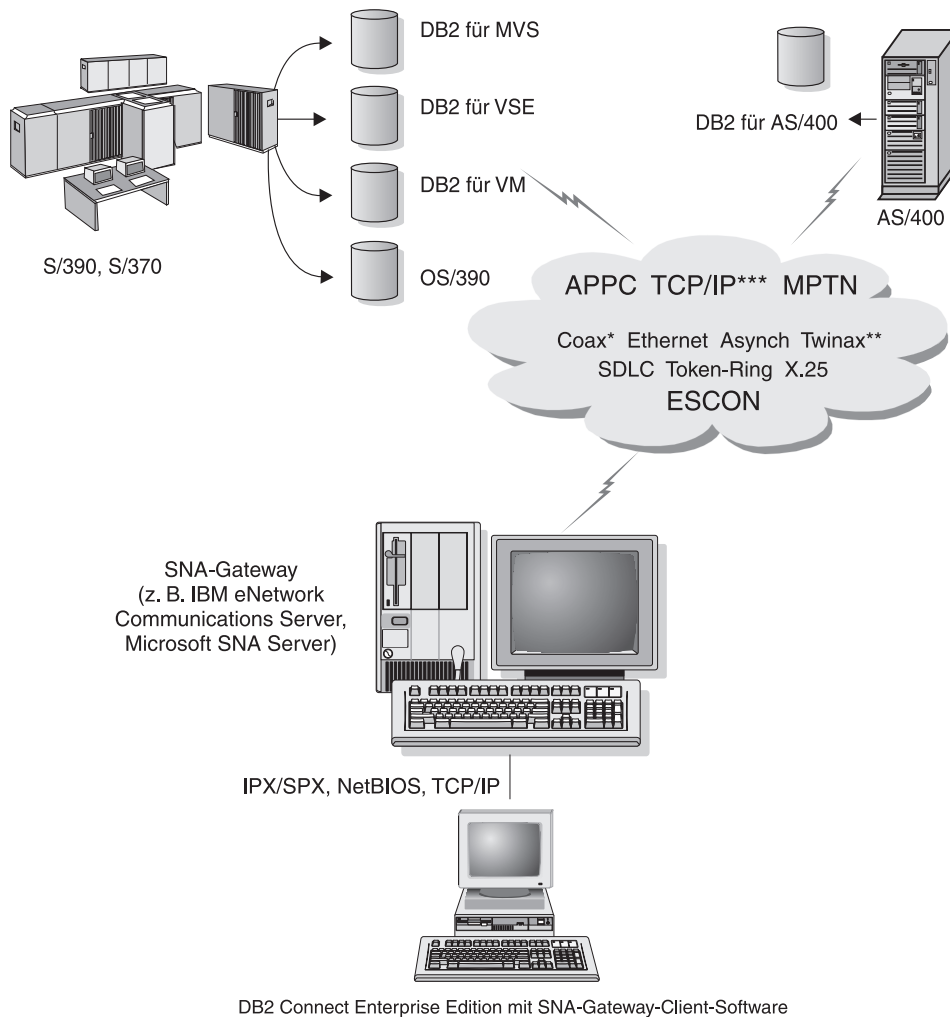 DB2 für MVS
DB2 für VSE
DB2 für AS/400
DB2 für VM
AS/400
S/390, S/370
OS/390
APPC TCP/IP*** MPTN
Coax* Ethernet Asynch Twinax**
SDLC Token-Ring X.25
ESCON
SNA-Gateway
(z. B. IBM eNetwork
Communications Server,
Microsoft SNA Server)
IPX/SPX, NetBIOS, TCP/IP
DB2 Connect Enterprise Edition mit SNA-Gateway-Client-Software